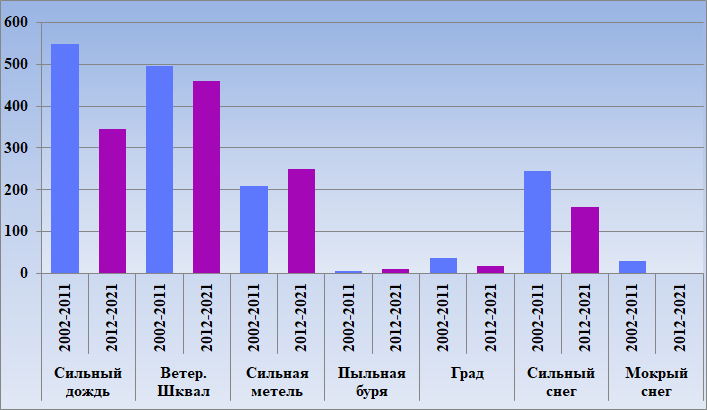 600
500
400
300
200
100
0
2002-2011
2012-2021
2002-2011
2012-2021
2002-2011
2012-2021
2002-2011
2012-2021
2002-2011
2012-2021
2002-2011
2012-2021
2002-2011
2012-2021
Сильный
дождь
Ветер.
Шквал
Сильная
метель
Пыльная
буря
Град
Сильный
снег
Мокрый
снег